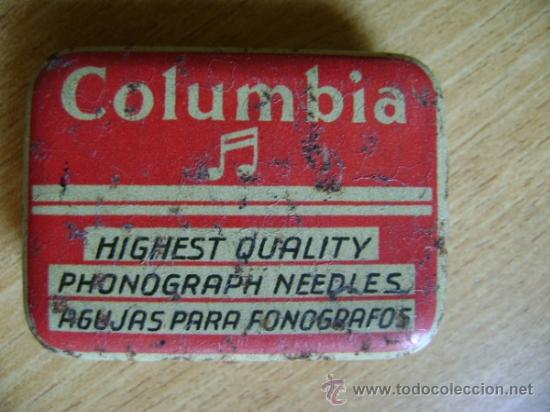 Columbia
HIGHEST QUALITY
PHONOGRAPH NEEDLES
AGUJAS PARA FONOGRAFOS
© www.todocoleccion.net